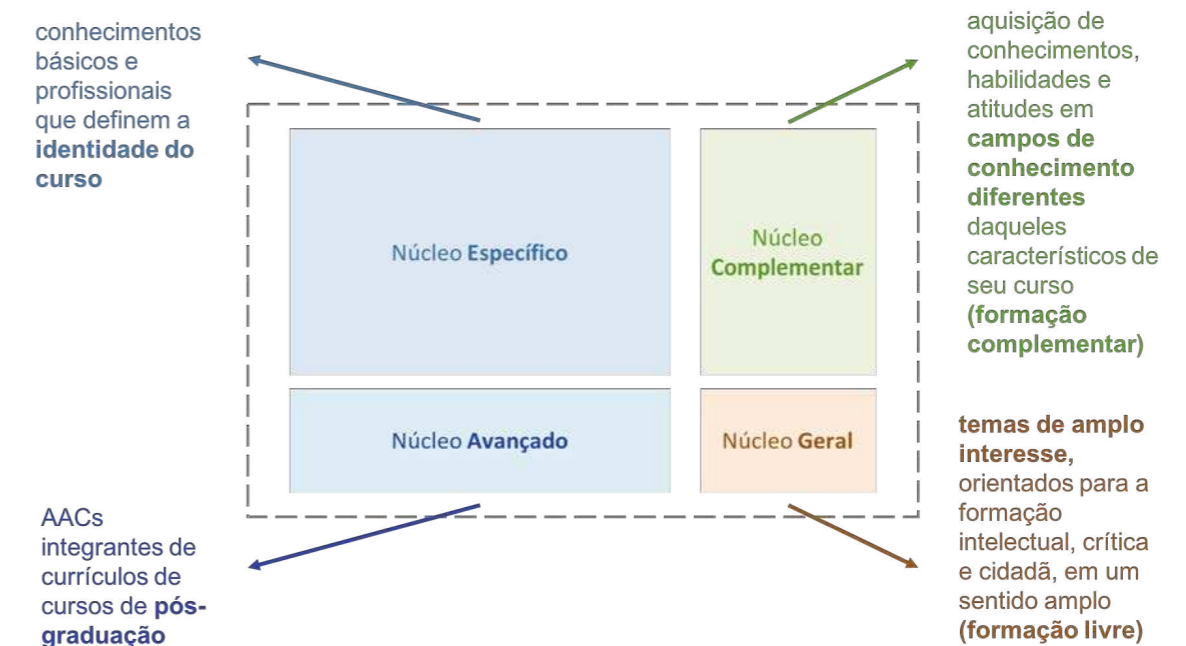 conhecimentos
básicos e
profissionais
que definem a
identidade do
curso
aquisição de
conhecimentos,
habilidades e
atitudes em
campos de
conhecimento
diferentes
daqueles
característicos de
seu curso
(formação
complementar)
Núcleo Específico
Núcleo
Complementar
Núcleo Avançado
Núcleo Geral
AACs
integrantes de
currículos de
cursos de pós-
graduação
temas de amplo
interesse,
orientados para a
formação
intelectual, crítica
e cidadã, em um
sentido amplo
(formação livre)